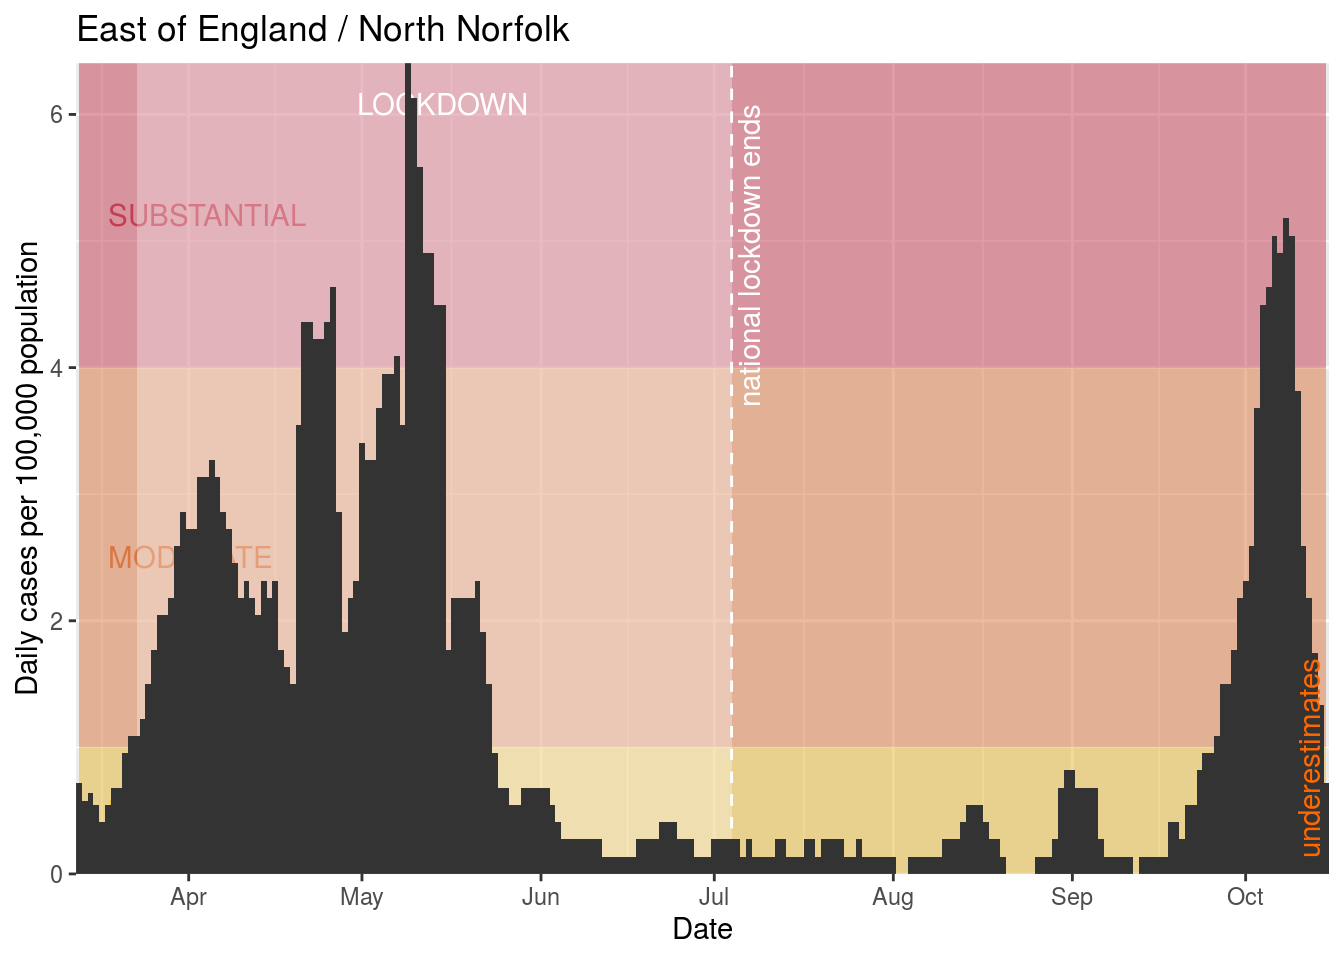 East of England / North Norfolk
Daily cases per 100,000 population
6
4
2
0
LOCKDOWN
SUBSTANTIAL
MODERATE
national lockdown ends
underestimates
Apr
May
Jun
Jul
Aug
Sep
Oct
Date